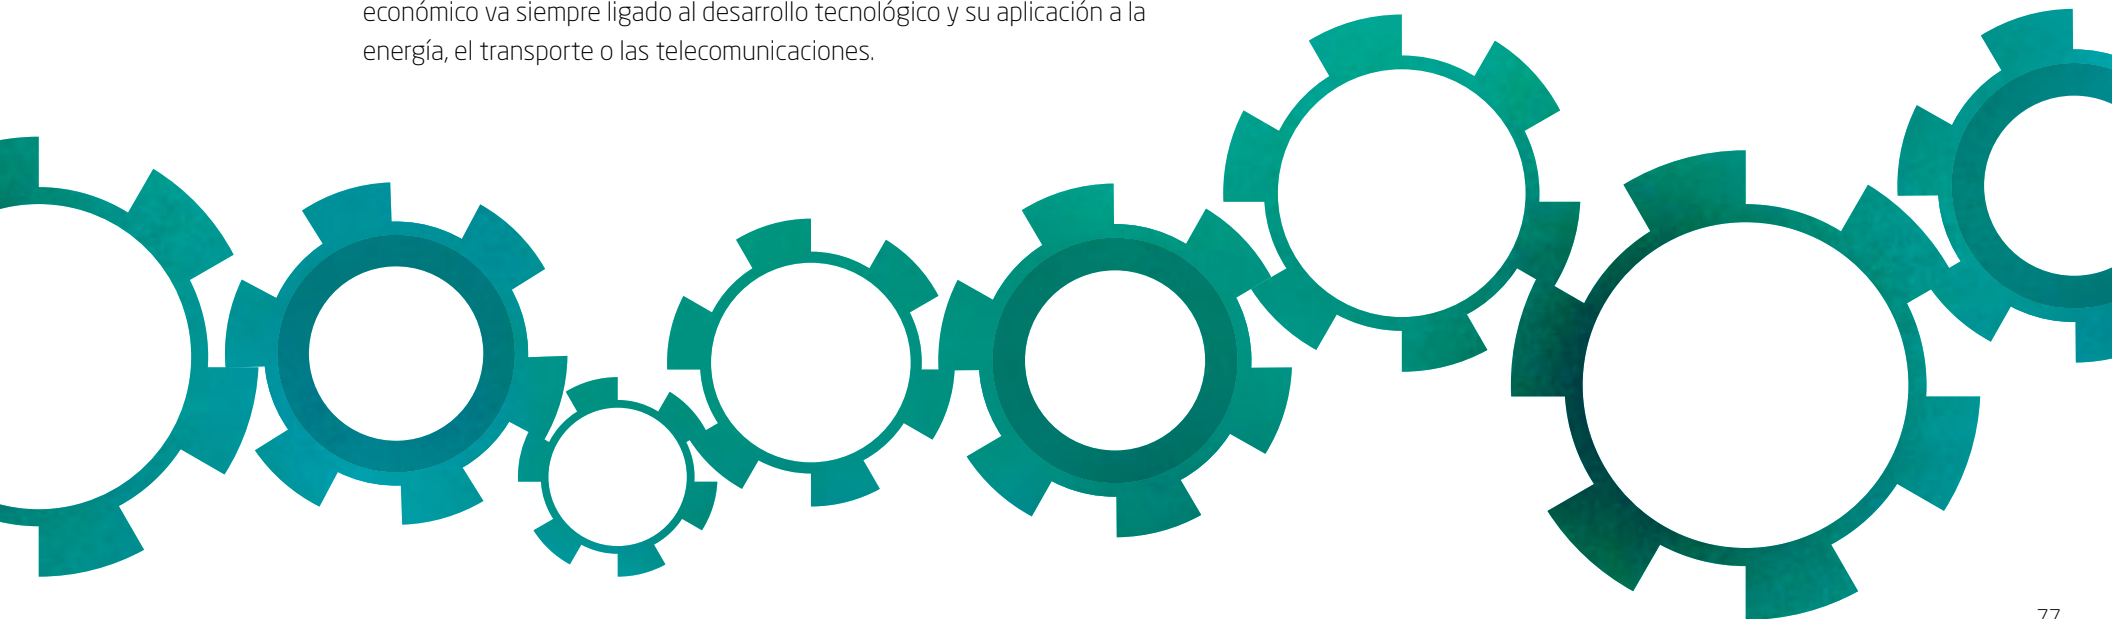 económico va siempre ligado al desarrollo tecnológico y su aplicación a la
energía, el transporte o las telecomunicaciones.
77